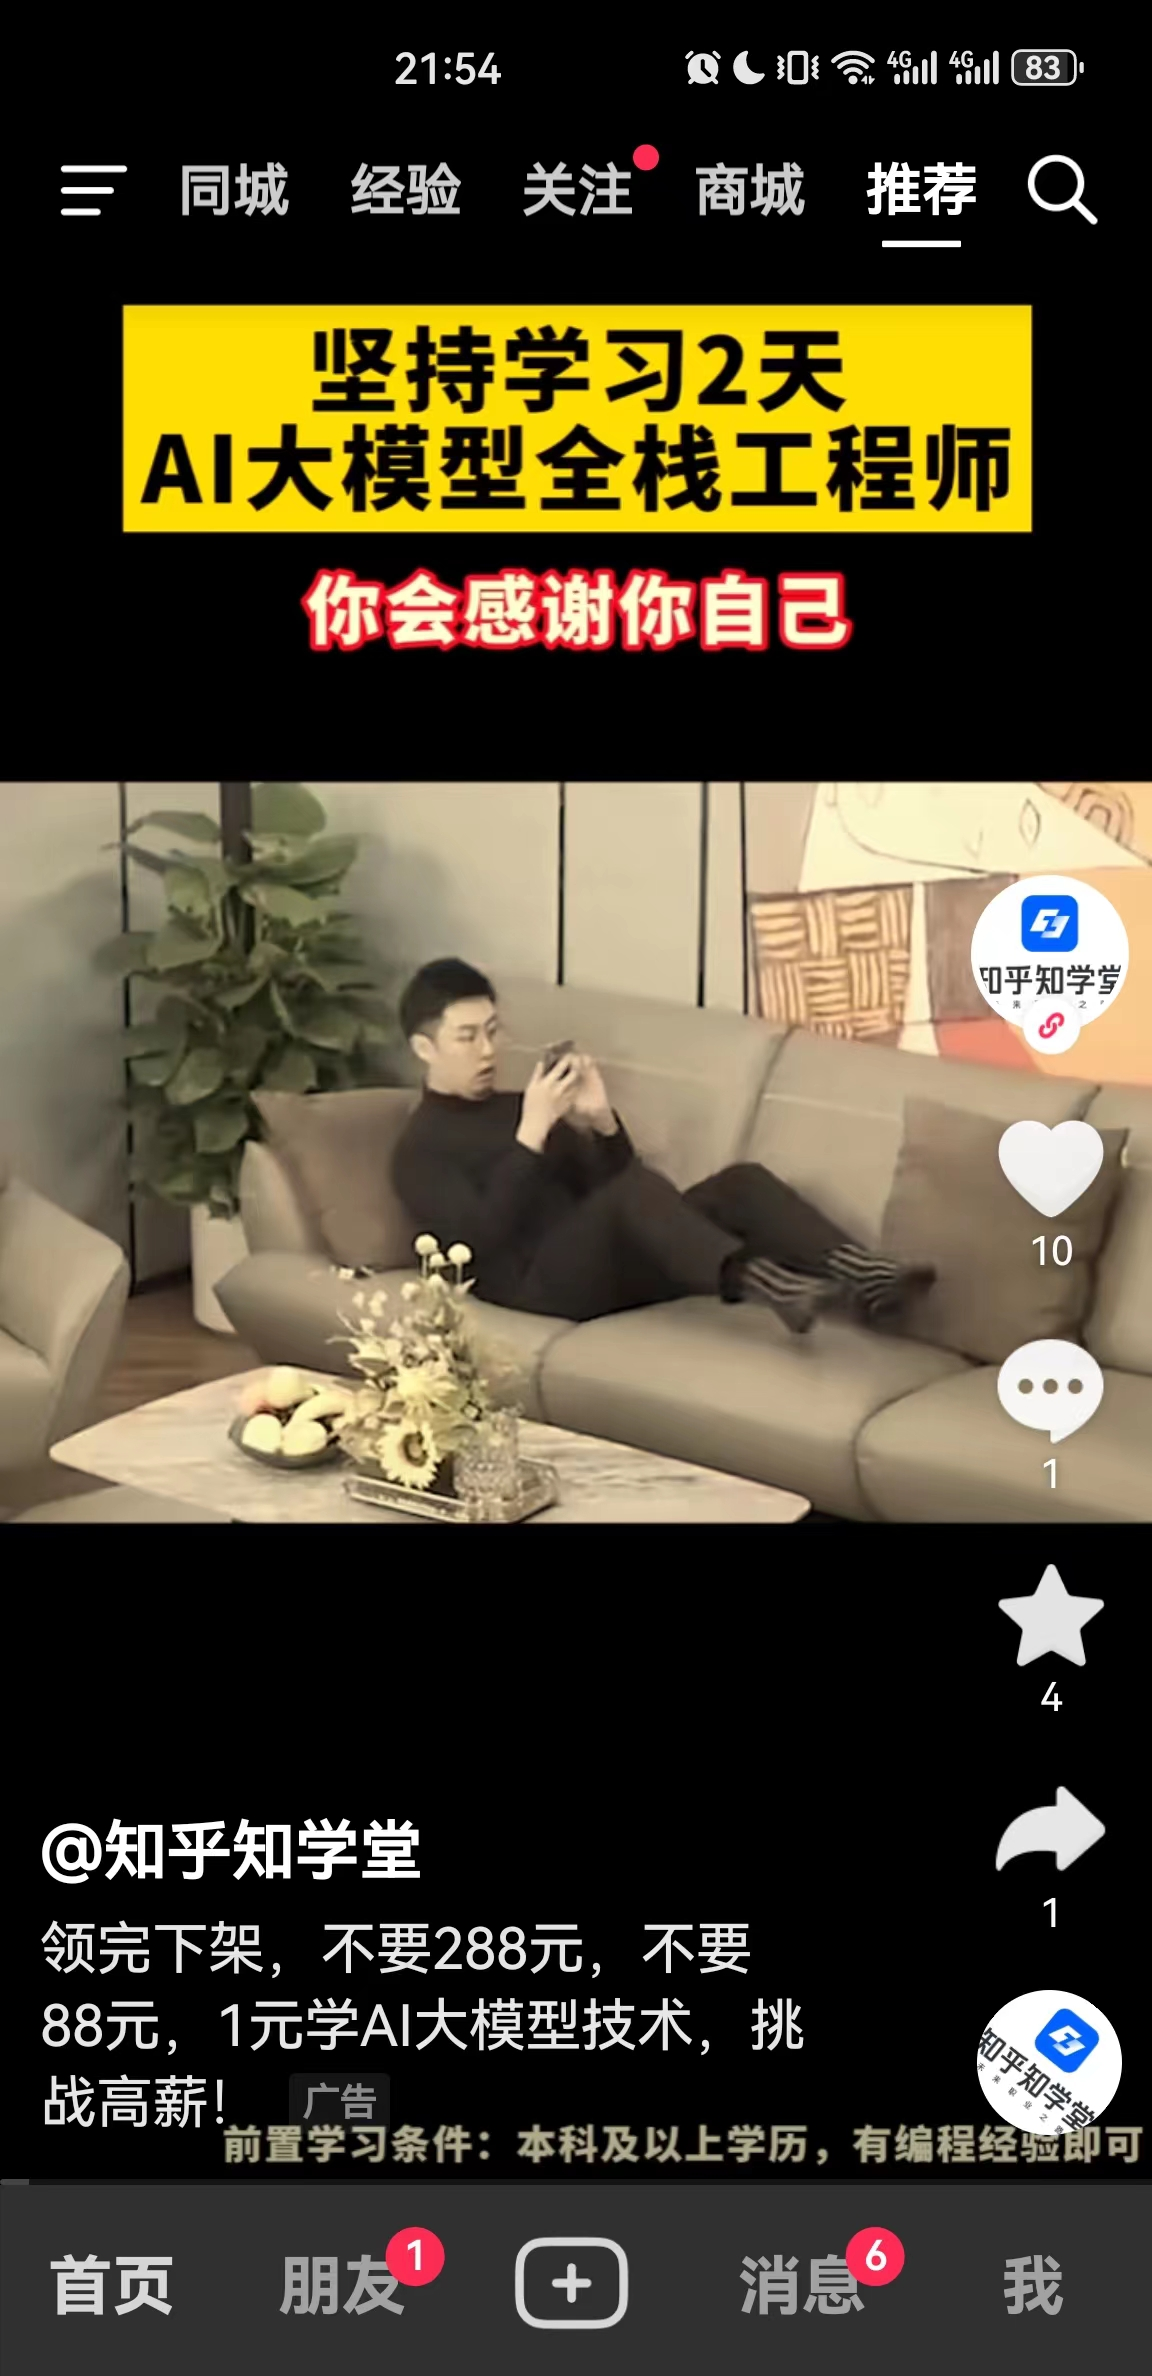 21:54
4G 4G 83
同城 经验 关注 商城 推荐
坚持学习2天
AI大模型全栈工程师
你会感谢你自己
知乎知学堂
10
1
4
1
@知乎知学堂
领完下架，不要288元，不要
88元，1元学AI大模型技术，挑
战高薪！ 广告
知乎知学堂
前置学习条件：本科及以上学历，有编程经验即可
首页 朋友 1 消息 6 我